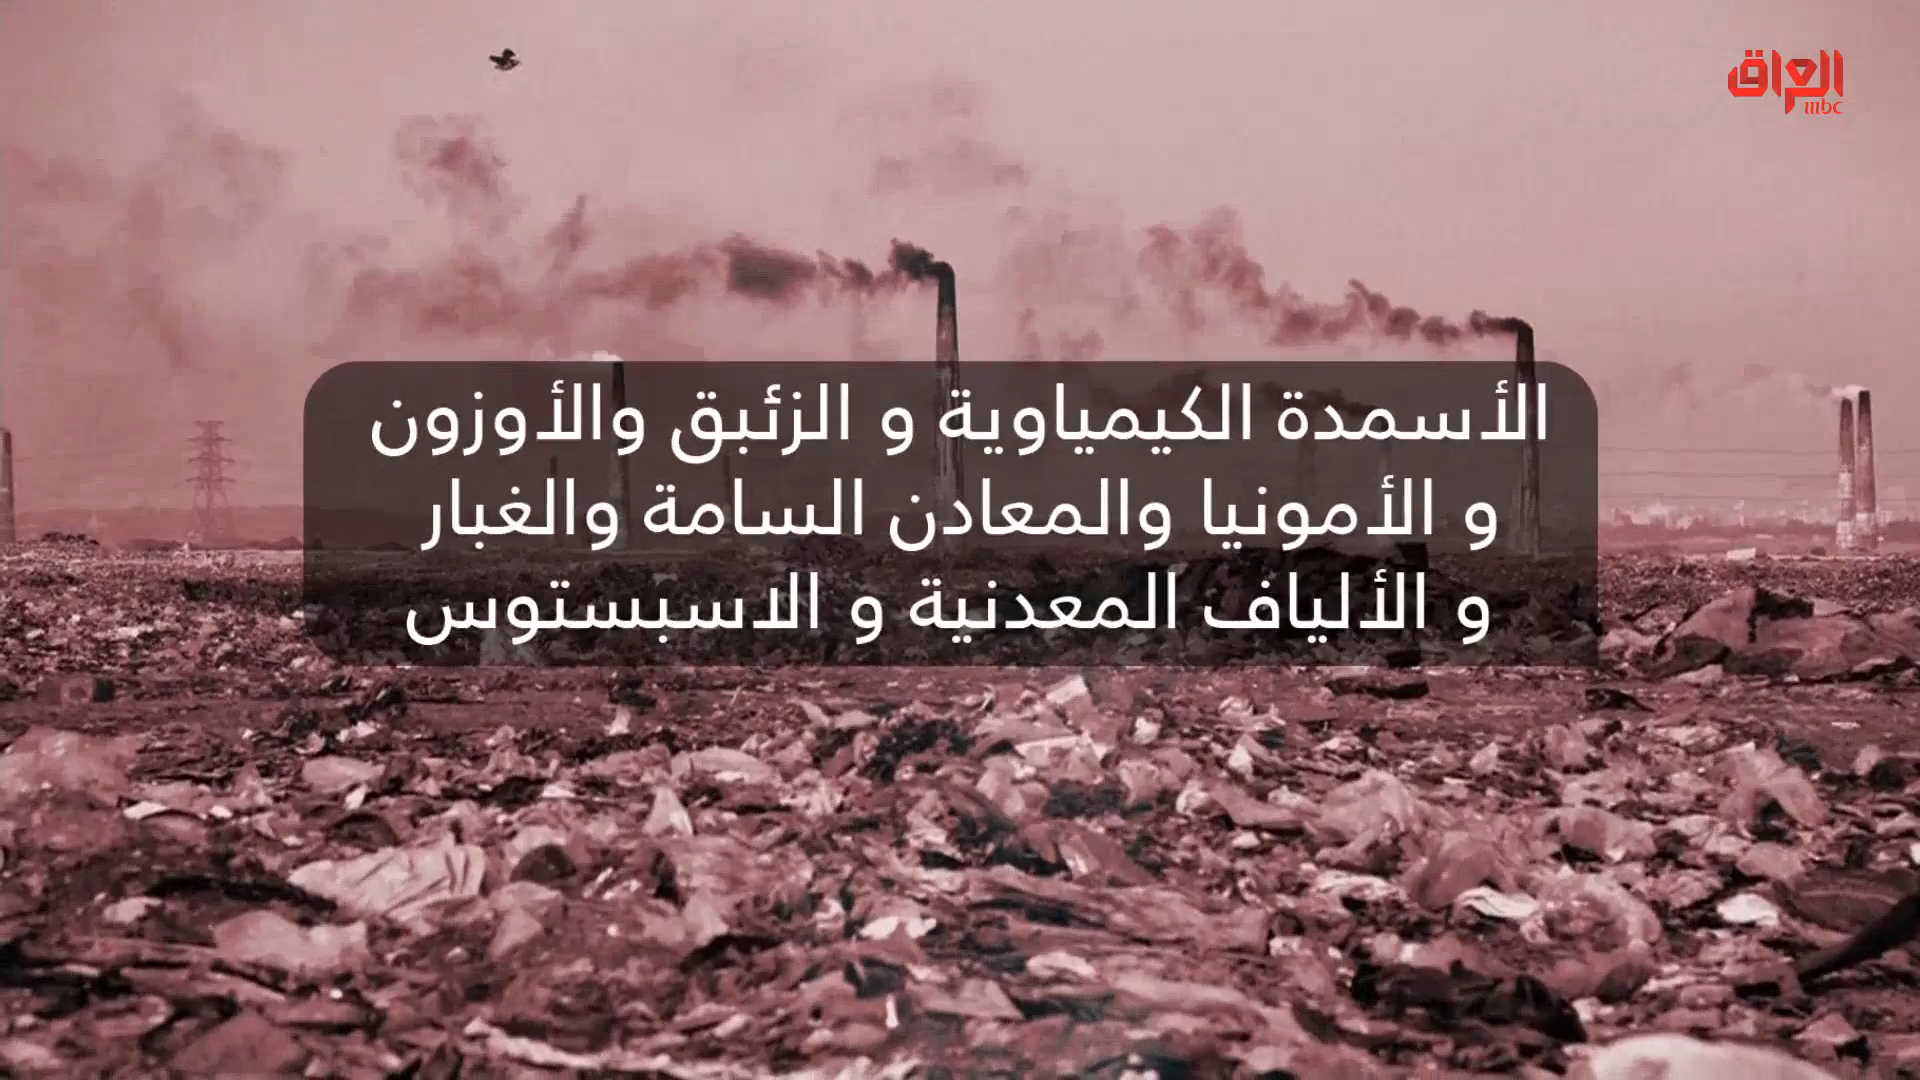 العراق
mbc
الأسمدة الكيمياوية و الزئبق والأوزون
و الأمونيا والمعادن السامة والغبار
و الألياف المعدنية و الاسبستوس